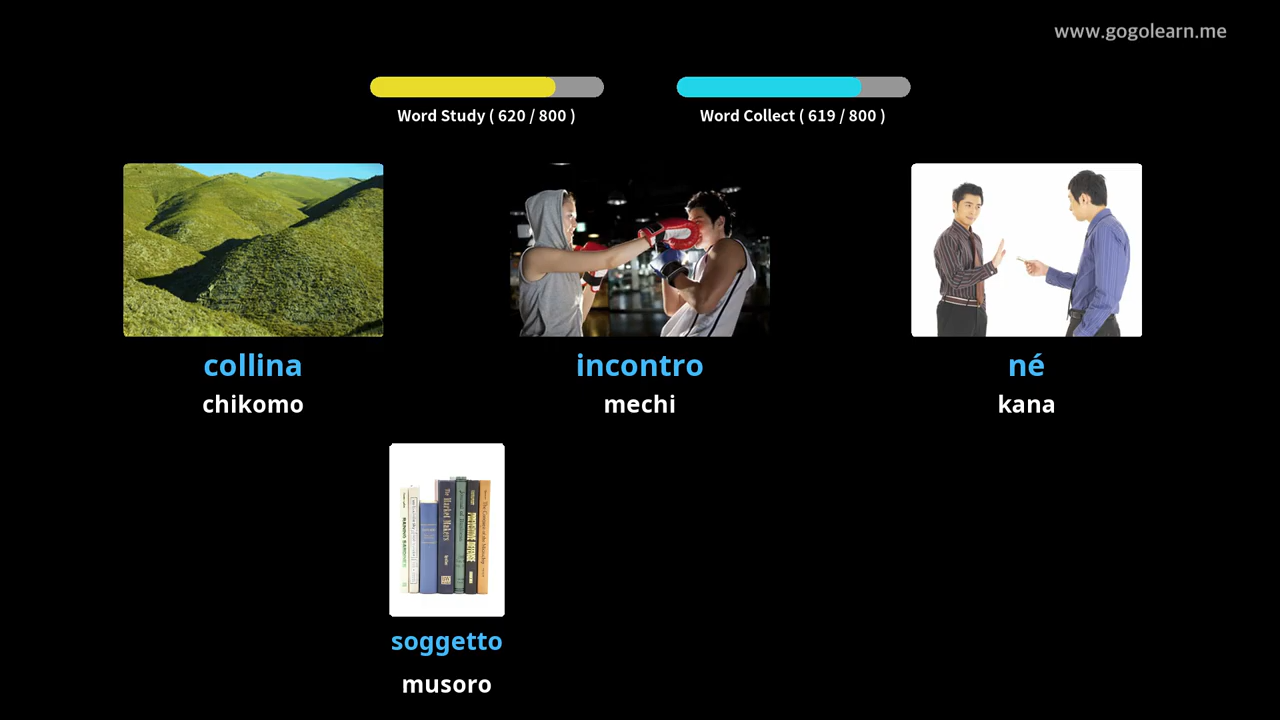 www.gogolearn.me
Word Study ( 620 / 800 )
Word Collect ( 619 / 800 )
collina
chikomo
incontro
mechi
né
kana
soggetto
musoro